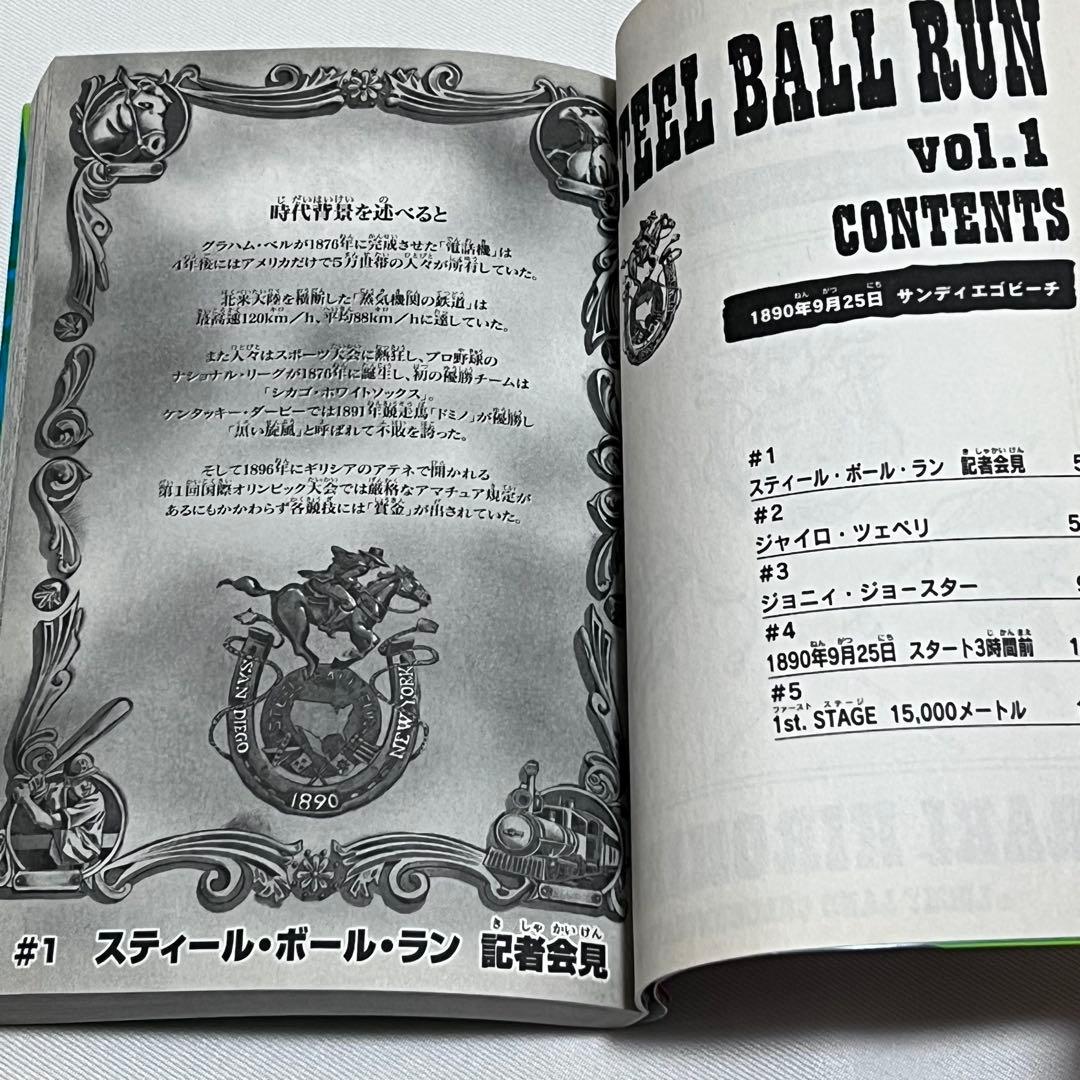 時代背景を述べると
グラハム・ベルが1876年に完成させた「電話機」は
4年後にはアメリカだけで5万世帯の人々が所有していた。
北米大陸を横断した「蒸気機関の鉄道」は
最高速120km/h、平均88km/hに達していた。
また人々はスポーツ大会に熱狂し、プロ野球の
ナショナル・リーグが1876年に誕生し、初の優勝チームは
「シカゴ・ホワイトソックス」。
ケンタッキー・ダービーでは1891年競走馬「ドミノ」が優勝し
「黒い旋風」と呼ばれて不敗を誇った。
そして1896年にギリシアのアテネで開かれる
第1回国際オリンピック大会では厳格なアマチュア規定が
あるにもかかわらず各競技には「賞金」が出されていた。
SAN DIEGO
NEW YORK
1890
#1 スティール・ボール・ラン 記者会見
STEEL BALL RUN
vol.1
CONTENTS
1890年9月25日 サンディエゴビーチ
#1
スティール・ボール・ラン 記者会見 5
#2
ジャイロ・ツェペリ 5
#3
ジョニィ・ジョースター
#4
1890年9月25日 スタート3時間前 1
#5
1st. STAGE 15,000メートル